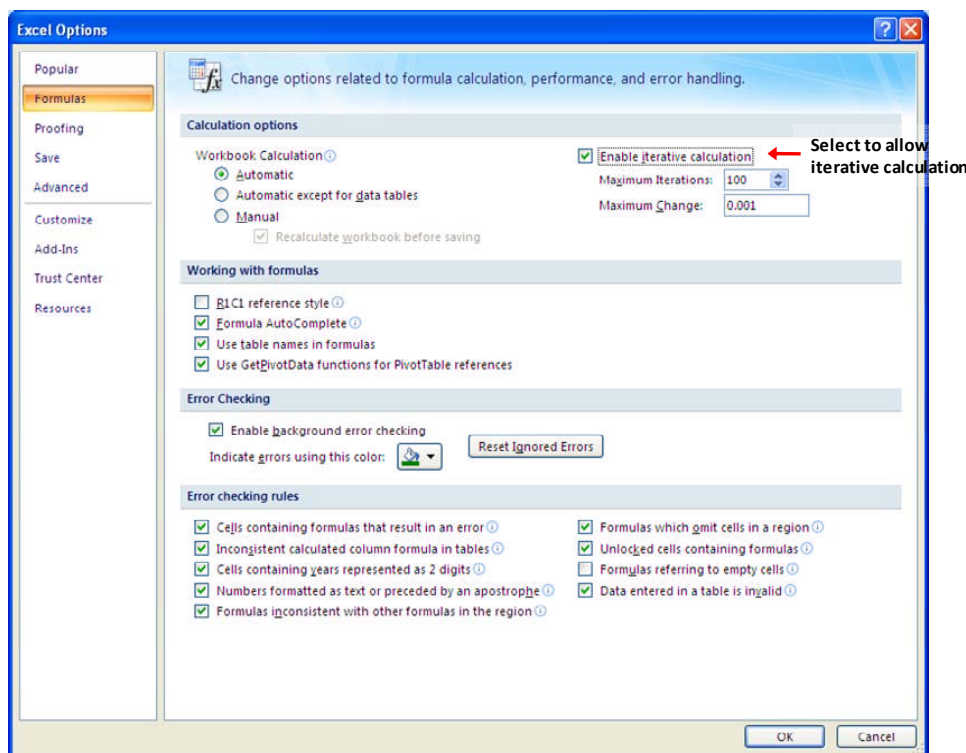 Excel Options
Popular
Formulas
Proofing
Save
Advanced
Customize
Add-Ins
Trust Center
Resources
Change options related to formula calculation, performance, and error handling.
Calculation options
Workbook Calculation
Automatic
Automatic except for data tables
Manual
Recalculate workbook before saving
Enable iterative calculation
Maximum Iterations: 100
Maximum Change: 0.001
Select to allow
iterative calculation
Working with formulas
R1C1 reference style
Formula AutoComplete
Use table names in formulas
Use GetPivotData functions for PivotTable references
Error Checking
Enable background error checking
Indicate errors using this color:
Reset Ignored Errors
Error checking rules
Cells containing formulas that result in an error
Inconsistent calculated column formula in tables
Cells containing years represented as 2 digits
Numbers formatted as text or preceded by an apostrophe
Formulas inconsistent with other formulas in the region
Formulas which omit cells in a region
Unlocked cells containing formulas
Formulas referring to empty cells
Data entered in a table is invalid
OK
Cancel